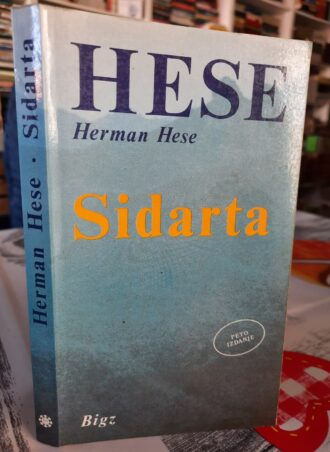 Herman Hese · Sidarta
HESE
Herman Hese
Sidarta
PETO
IZDANJE
Bigz